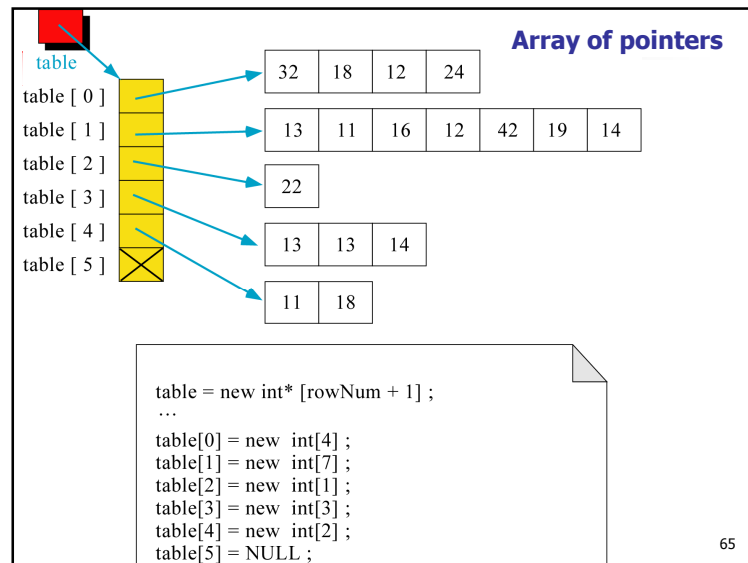 Array of pointers
table
table [ 0 ]
32 18 12 24
table [ 1 ]
13 11 16 12 42 19 14
table [ 2 ]
22
table [ 3 ]
13 13 14
table [ 4 ]
11 18
table [ 5 ]
table = new int* [rowNum + 1] ;
…
table[0] = new int[4] ;
table[1] = new int[7] ;
table[2] = new int[1] ;
table[3] = new int[3] ;
table[4] = new int[2] ;
table[5] = NULL ;
65